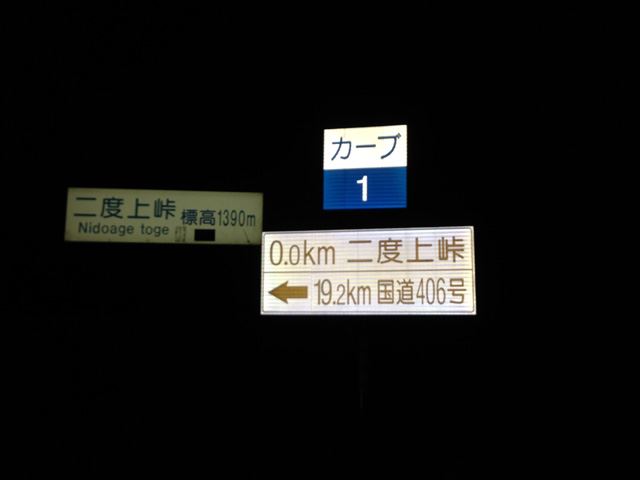 カーブ
1
二度上峠 標高1390m
Nidoage toge
0.0km 二度上峠
19.2km 国道406号